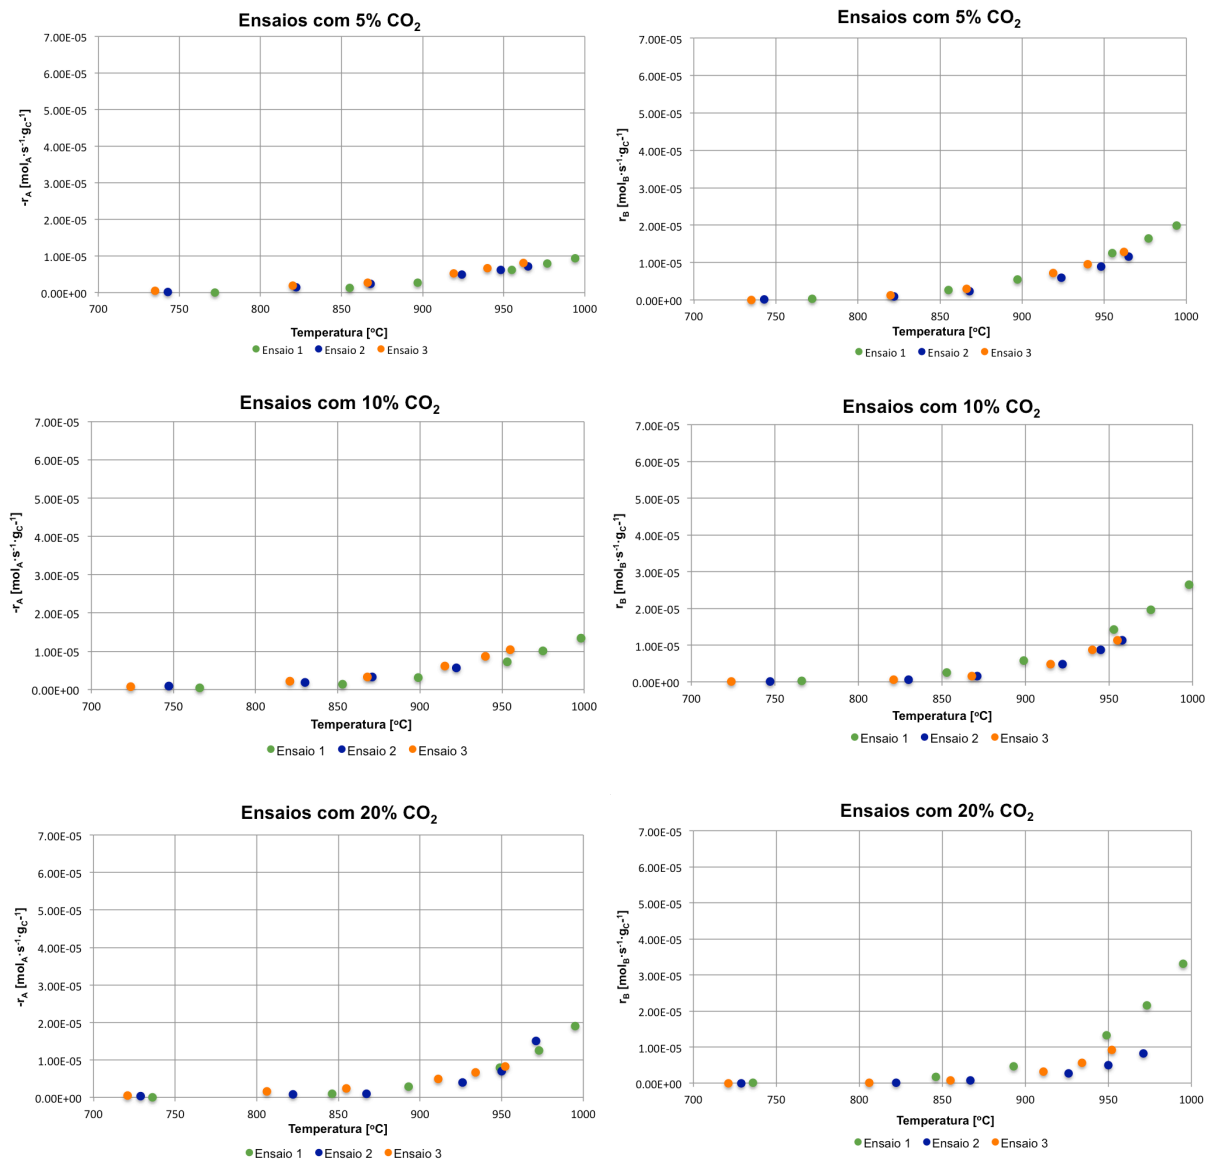 Ensaios com 5% CO2
7.00E-05
6.00E-05
5.00E-05
4.00E-05
3.00E-05
2.00E-05
1.00E-05
0.00E+00
-rA [molA·s-1·gC-1]
700 750 800 850 900 950 1000
Temperatura [oC]
Ensaio 1 Ensaio 2 Ensaio 3
Ensaios com 5% CO2
7.00E-05
6.00E-05
5.00E-05
4.00E-05
3.00E-05
2.00E-05
1.00E-05
0.00E+00
rB [molB·s-1·gC-1]
700 750 800 850 900 950 1000
Temperatura [oC]
Ensaio 1 Ensaio 2 Ensaio 3
Ensaios com 10% CO2
7.00E-05
6.00E-05
5.00E-05
4.00E-05
3.00E-05
2.00E-05
1.00E-05
0.00E+00
-rA [molA·s-1·gC-1]
700 750 800 850 900 950 1000
Temperatura [oC]
Ensaio 1 Ensaio 2 Ensaio 3
Ensaios com 10% CO2
7.00E-05
6.00E-05
5.00E-05
4.00E-05
3.00E-05
2.00E-05
1.00E-05
0.00E+00
rB [molB·s-1·gC-1]
700 750 800 850 900 950 1000
Temperatura [oC]
Ensaio 1 Ensaio 2 Ensaio 3
Ensaios com 20% CO2
7.00E-05
6.00E-05
5.00E-05
4.00E-05
3.00E-05
2.00E-05
1.00E-05
0.00E+00
-rA [molA·s-1·gC-1]
700 750 800 850 900 950 1000
Temperatura [oC]
Ensaio 1 Ensaio 2 Ensaio 3
Ensaios com 20% CO2
7.00E-05
6.00E-05
5.00E-05
4.00E-05
3.00E-05
2.00E-05
1.00E-05
0.00E+00
rB [molB·s-1·gC-1]
700 750 800 850 900 950 1000
Temperatura [oC]
Ensaio 1 Ensaio 2 Ensaio 3